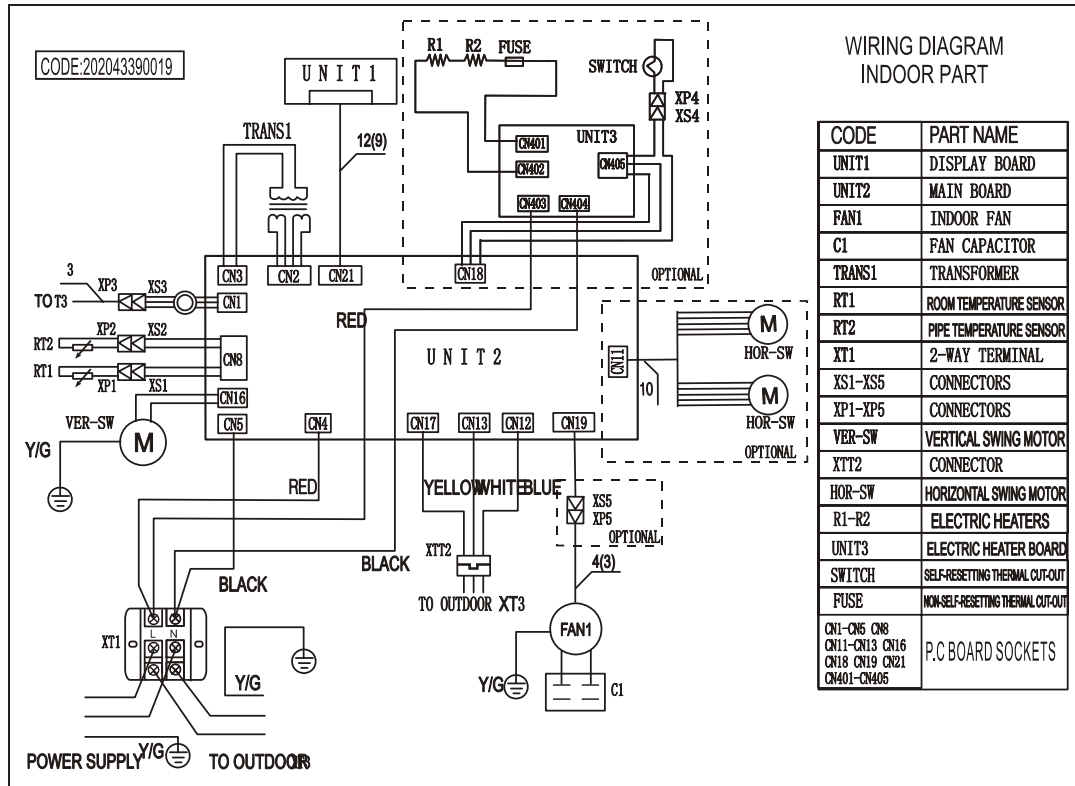 CODE:202043390019
WIRING DIAGRAM
INDOOR PART
UNIT1
TRANS1
12(9)
R1 R2 FUSE
SWITCH
XP4
XS4
UNIT3
CN401
CN402
CN405
CN403 CN404
CN3 CN2 CN21 CN18
OPTIONAL
3
TO T3
XP3 XS3
CN1
RED
RT2 XP2 XS2
CN8
RT1 XP1 XS1
CN16
UNIT2
CN11
10
M
HOR-SW
M
HOR-SW
OPTIONAL
VER-SW
M
Y/G
CN5 CN4 CN17 CN13 CN12 CN19
RED
YELLOW WHITE BLUE
XS5
XP5
OPTIONAL
BLACK
BLACK
XTT2
TO OUTDOOR XT3
4(3)
FAN1
Y/G
C1
XT1
L N
Y/G
Y/G
POWER SUPPLY
TO OUTDOOR
CODE PART NAME
UNIT1 DISPLAY BOARD
UNIT2 MAIN BOARD
FAN1 INDOOR FAN
C1 FAN CAPACITOR
TRANS1 TRANSFORMER
RT1 ROOM TEMPERATURE SENSOR
RT2 PIPE TEMPERATURE SENSOR
XT1 2-WAY TERMINAL
XS1-XS5 CONNECTORS
XP1-XP5 CONNECTORS
VER-SW VERTICAL SWING MOTOR
XTT2 CONNECTOR
HOR-SW HORIZONTAL SWING MOTOR
R1-R2 ELECTRIC HEATERS
UNIT3 ELECTRIC HEATER BOARD
SWITCH SELF-RESETTING THERMAL CUT-OUT
FUSE NON-SELF-RESETTING THERMAL CUT-OUT
CN1-CN5 CN8
CN11-CN13 CN16
CN18 CN19 CN21
CN401-CN405
P.C BOARD SOCKETS